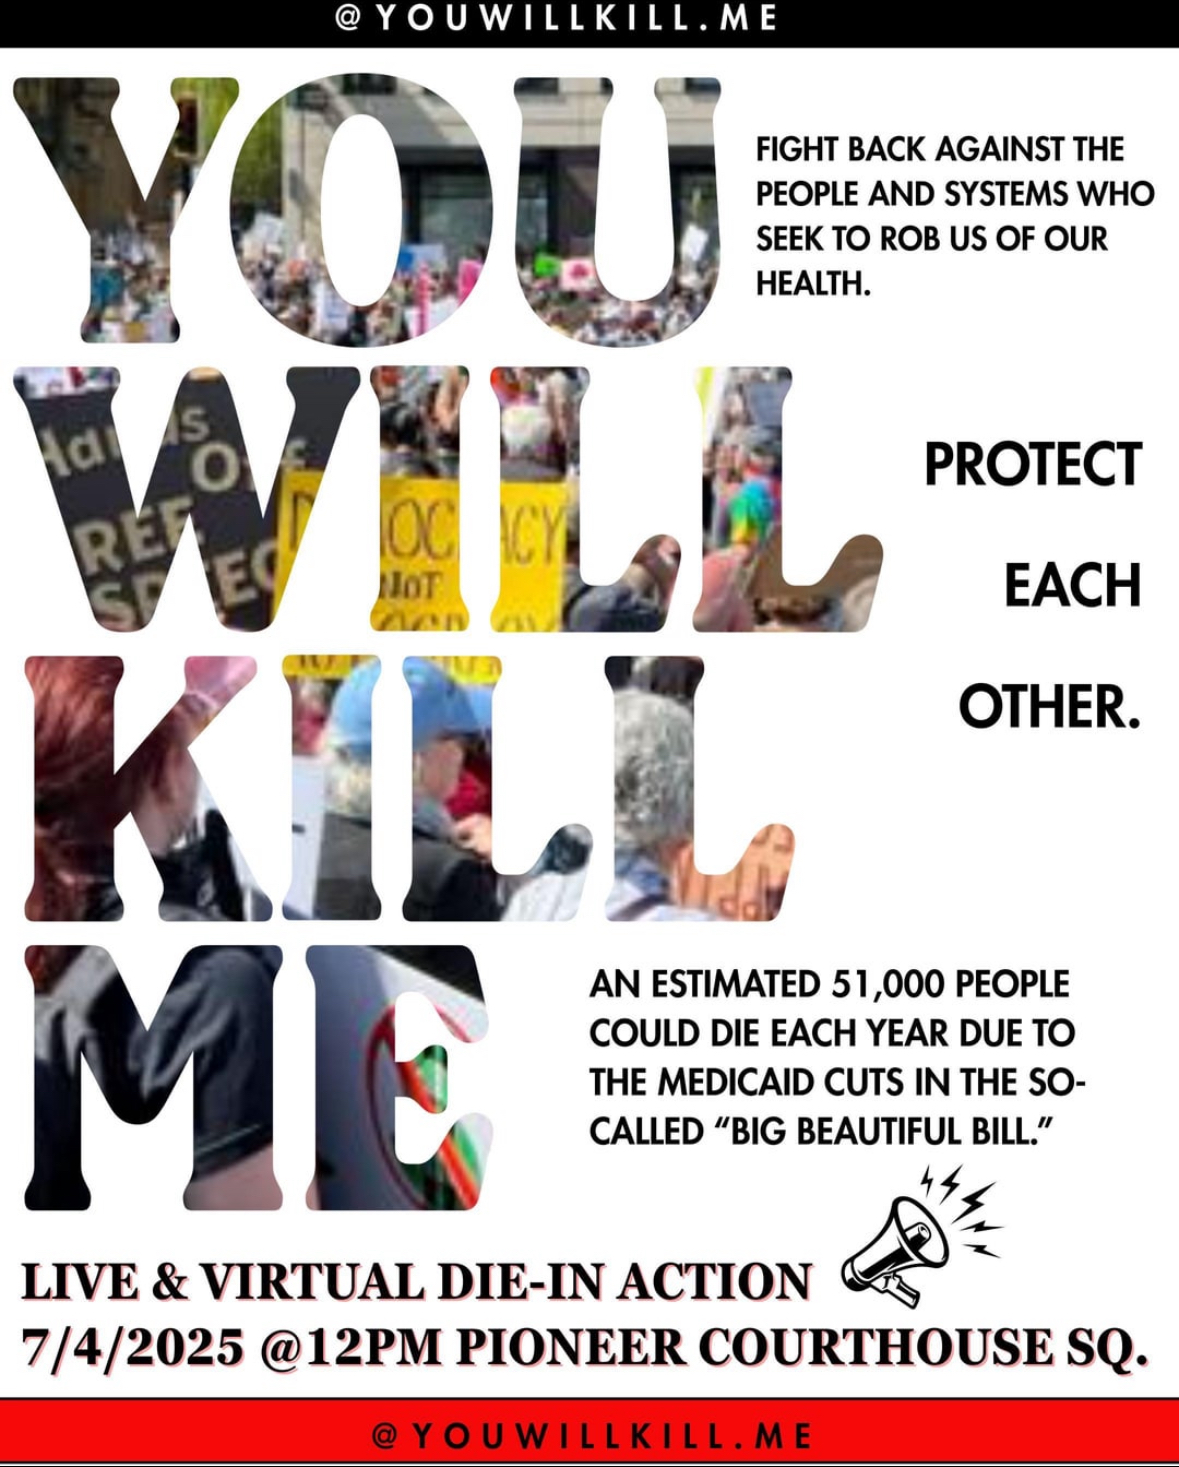 @YOUWILLKILL.ME
YOU
FIGHT BACK AGAINST THE
PEOPLE AND SYSTEMS WHO
SEEK TO ROB US OF OUR
HEALTH.
WILL
PROTECT
EACH
OTHER.
KILL
ME
AN ESTIMATED 51,000 PEOPLE
COULD DIE EACH YEAR DUE TO
THE MEDICAID CUTS IN THE SO-
CALLED “BIG BEAUTIFUL BILL.”
LIVE & VIRTUAL DIE-IN ACTION
7/4/2025 @12PM PIONEER COURTHOUSE SQ.
@YOUWILLKILL.ME